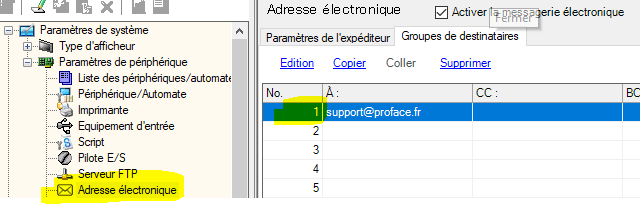 Paramètres de système
Type d'afficheur
Paramètres de périphérique
Liste des périphériques/automate
Périphérique/Automate
Imprimante
Equipement d'entrée
Script
Pilote E/S
Serveur FTP
Adresse électronique
Adresse électronique
Activer la messagerie électronique
Fermer
Paramètres de l'expéditeur Groupes de destinataires
Edition Copier Coller Supprimer
No. À : CC : BC
1 support@proface.fr
2
3
4
5